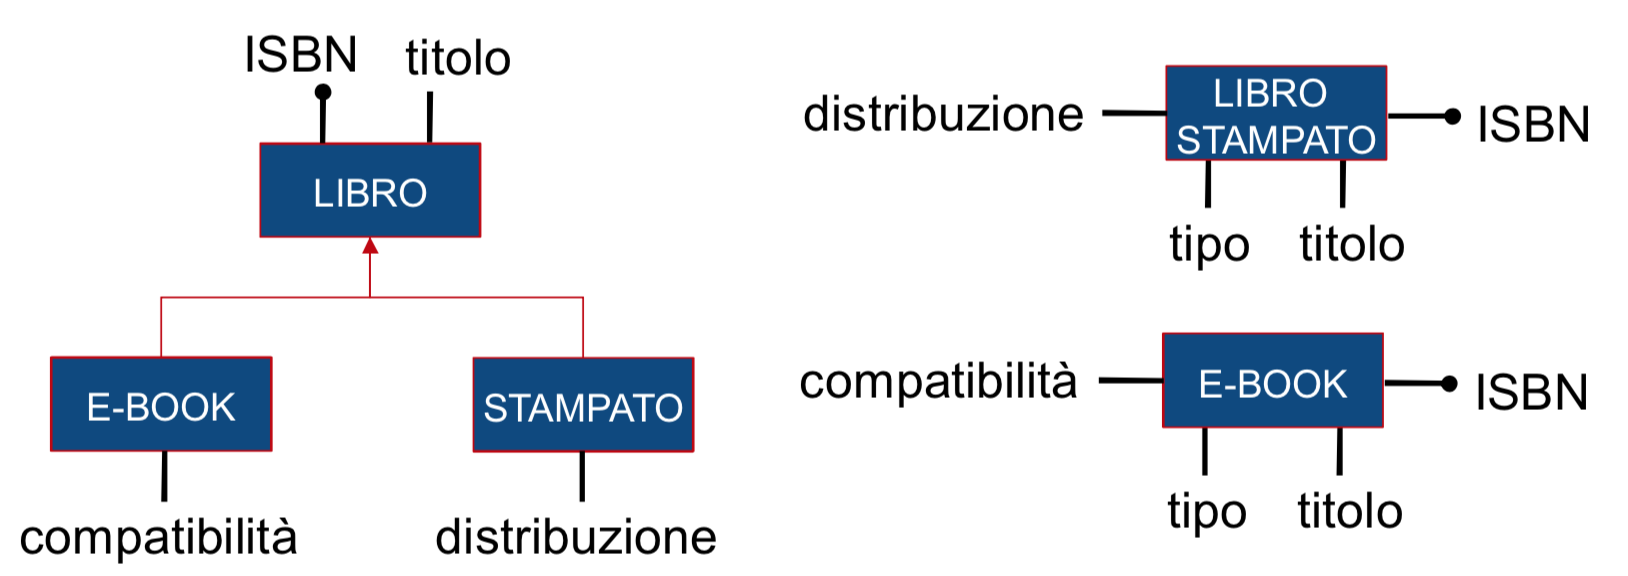 ISBN
titolo
LIBRO
E-BOOK
STAMPATO
compatibilità
distribuzione
distribuzione
LIBRO
STAMPATO
ISBN
tipo
titolo
compatibilità
E-BOOK
ISBN
tipo
titolo